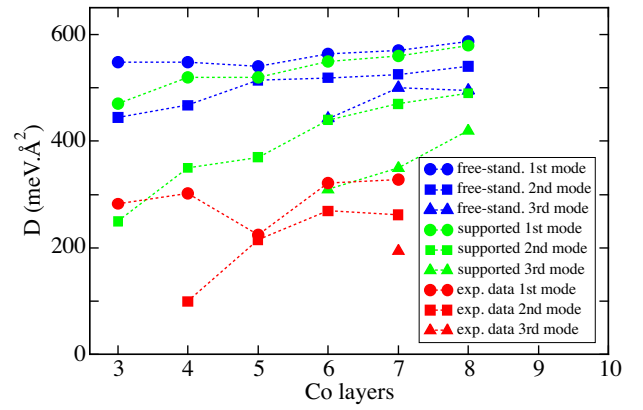 600
400
200
0
D (meV.Å²)
3 4 5 6 7 8 9 10
Co layers
free-stand. 1st mode
free-stand. 2nd mode
free-stand. 3rd mode
supported 1st mode
supported 2nd mode
supported 3rd mode
exp. data 1st mode
exp. data 2nd mode
exp. data 3rd mode